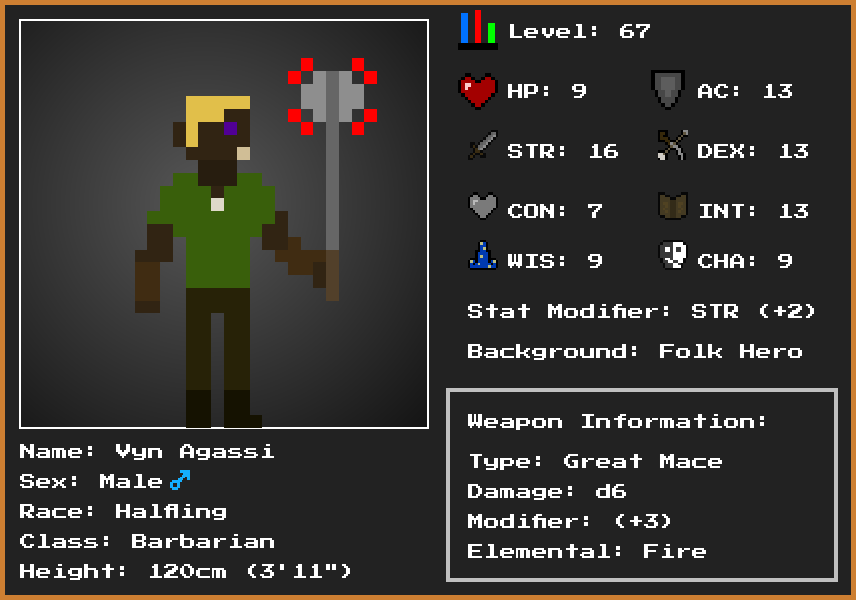 Level: 67
HP: 9
AC: 13
STR: 16
DEX: 13
CON: 7
INT: 13
WIS: 9
CHA: 9
Stat Modifier: STR (+2)
Background: Folk Hero
Weapon Information:
Type: Great Mace
Damage: d6
Modifier: (+3)
Elemental: Fire
Name: Vyn Agassi
Sex: Male ♂
Race: Halfling
Class: Barbarian
Height: 120cm (3'11")